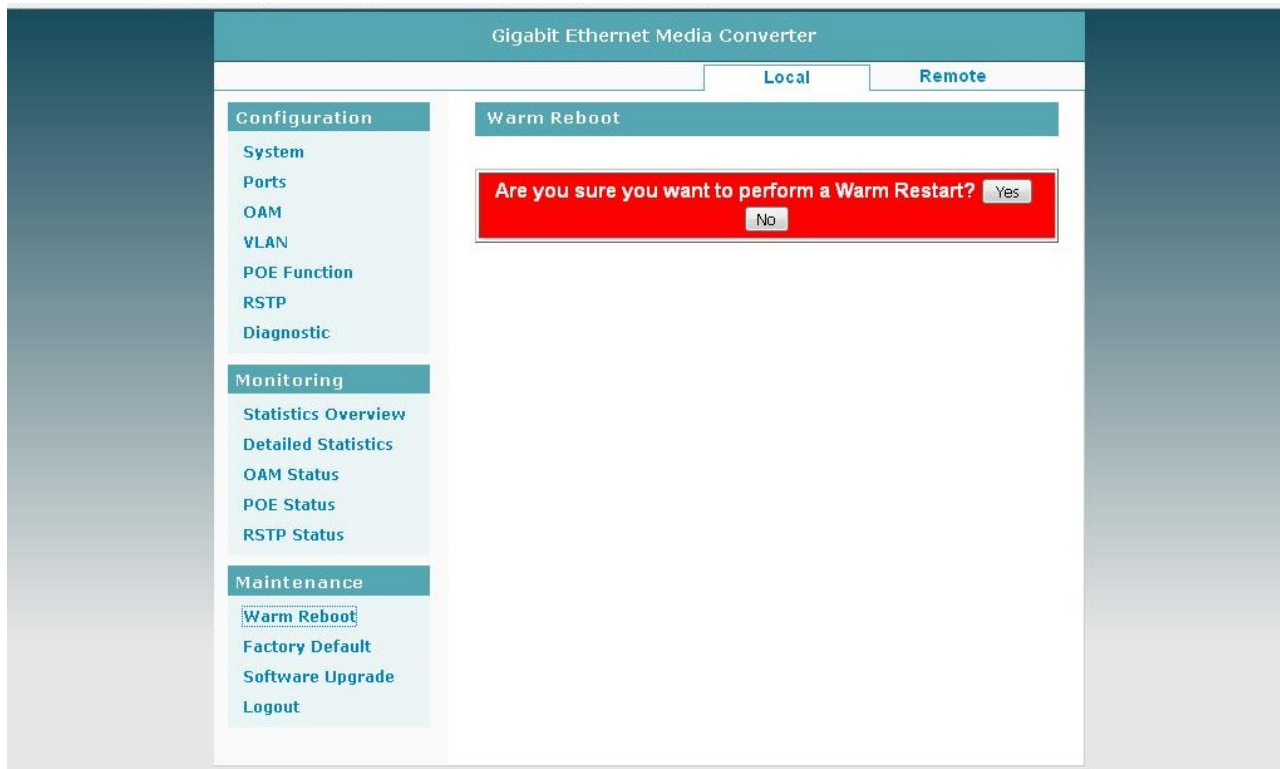 Gigabit Ethernet Media Converter
Local
Remote
Configuration
System
Ports
OAM
VLAN
POE Function
RSTP
Diagnostic
Monitoring
Statistics Overview
Detailed Statistics
OAM Status
POE Status
RSTP Status
Maintenance
Warm Reboot
Factory Default
Software Upgrade
Logout
Warm Reboot
Are you sure you want to perform a Warm Restart? Yes
No